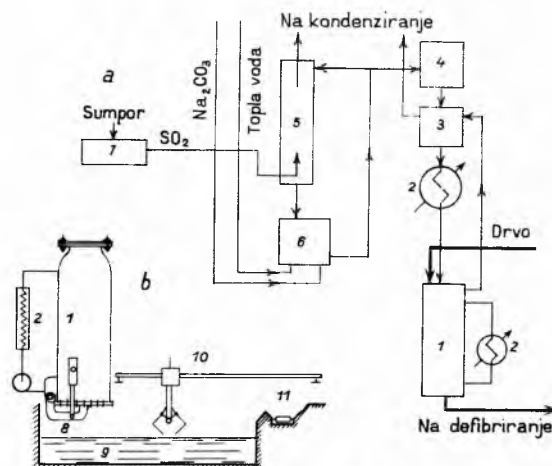 Na kondenziranje
a
Na₂CO₃
Topla voda
Sumpor
SO₂
1
5
4
3
2
6
Drvo
1
2
Na defibriranje
b
2
1
8
9
10
11